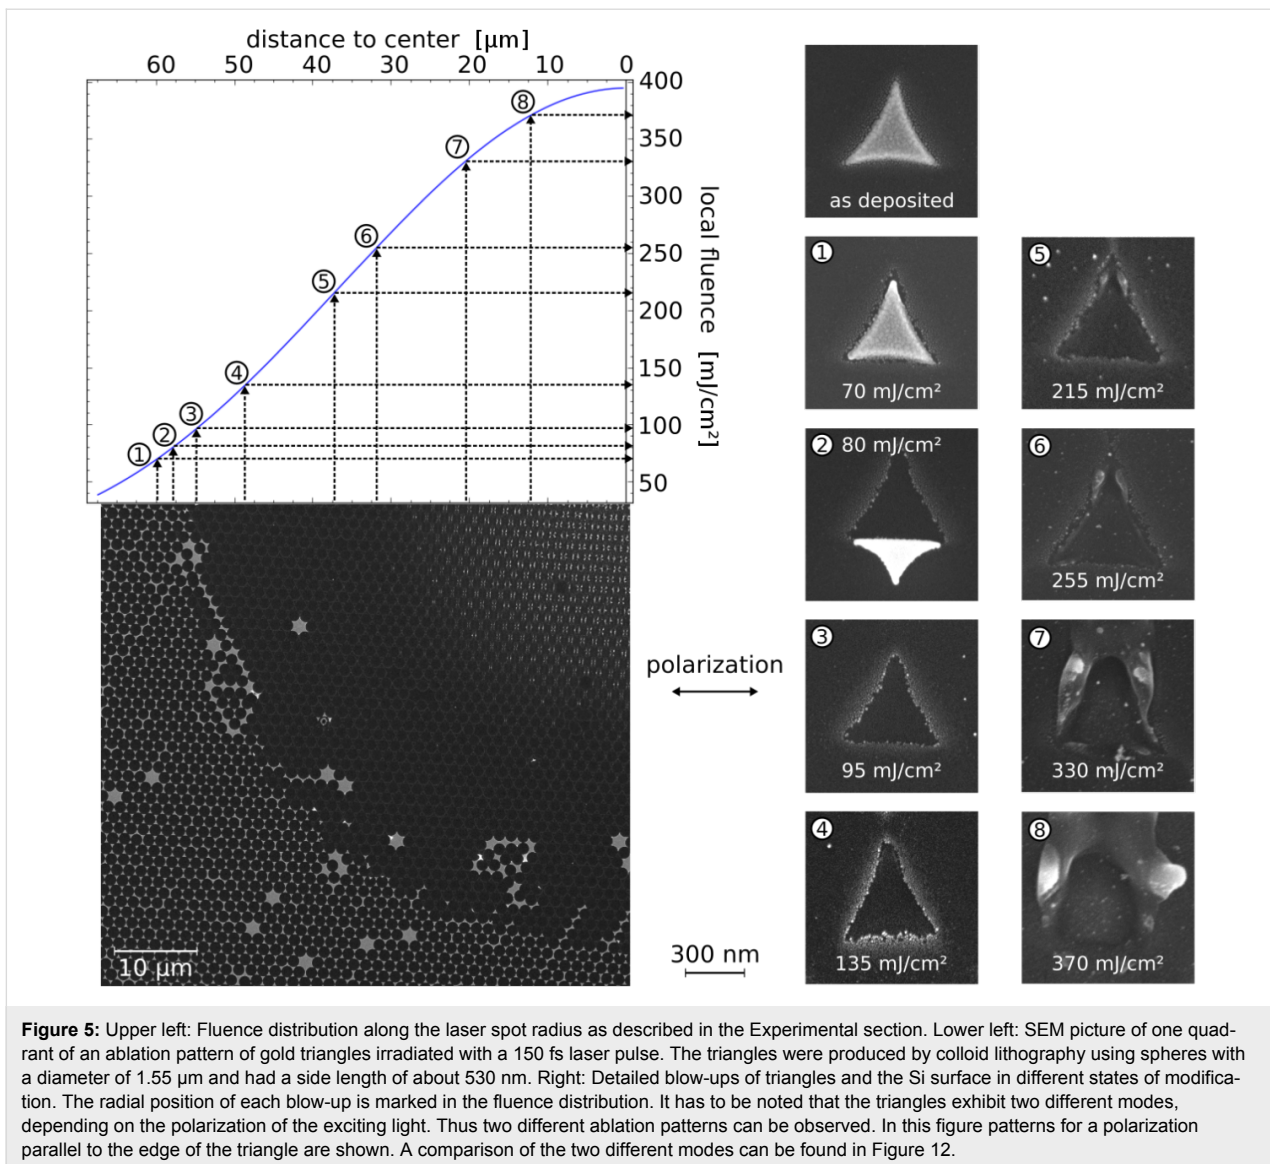 distance to center [μm]
60 50 40 30 20 10 0
400
350
300
250
200
150
100
50
local fluence [mJ/cm²]
①
②
③
④
⑤
⑥
⑦
⑧
10 μm
polarization
300 nm
as deposited
①
70 mJ/cm²
② 80 mJ/cm²
③
95 mJ/cm²
④
135 mJ/cm²
⑤
215 mJ/cm²
⑥
255 mJ/cm²
⑦
330 mJ/cm²
⑧
370 mJ/cm²
Figure 5: Upper left: Fluence distribution along the laser spot radius as described in the Experimental section. Lower left: SEM picture of one quad-
rant of an ablation pattern of gold triangles irradiated with a 150 fs laser pulse. The triangles were produced by colloid lithography using spheres with
a diameter of 1.55 µm and had a side length of about 530 nm. Right: Detailed blow-ups of triangles and the Si surface in different states of modifica-
tion. The radial position of each blow-up is marked in the fluence distribution. It has to be noted that the triangles exhibit two different modes,
depending on the polarization of the exciting light. Thus two different ablation patterns can be observed. In this figure patterns for a polarization
parallel to the edge of the triangle are shown. A comparison of the two different modes can be found in Figure 12.